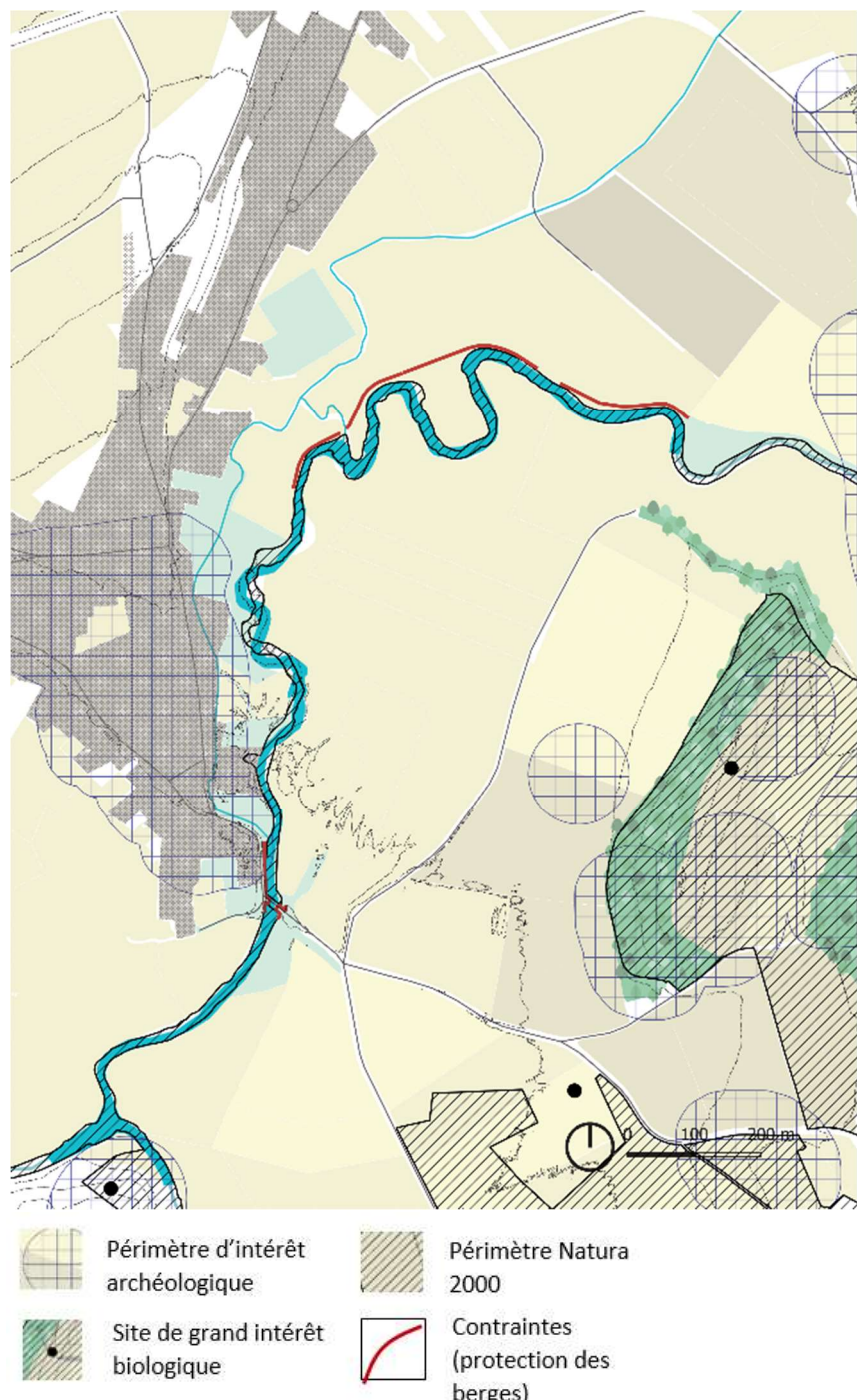 0 100 200 m
Périmètre d'intérêt
archéologique
Périmètre Natura
2000
Site de grand intérêt
biologique
Contraintes
(protection des
berges)